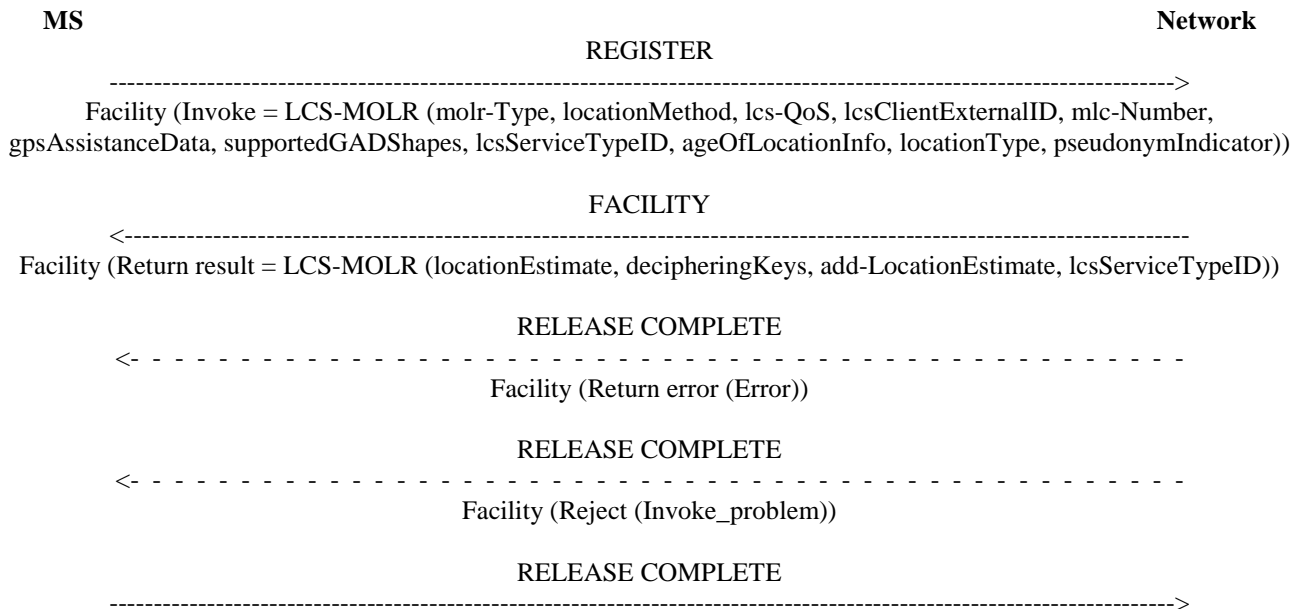 MS Network
REGISTER
------------------------------------------------------------------------------------------------------------------------>
Facility (Invoke = LCS-MOLR (molr-Type, locationMethod, lcs-QoS, lcsClientExternalID, mlc-Number,
gpsAssistanceData, supportedGADShapes, lcsServiceTypeID, ageOfLocationInfo, locationType, pseudonymIndicator))
FACILITY
<------------------------------------------------------------------------------------------------------------------------
Facility (Return result = LCS-MOLR (locationEstimate, decipheringKeys, add-LocationEstimate, lcsServiceTypeID))
RELEASE COMPLETE
<- - - - - - - - - - - - - - - - - - - - - - - - - - - - - - - - - - - - - - - - - - - - - - - - -
Facility (Return error (Error))
RELEASE COMPLETE
<- - - - - - - - - - - - - - - - - - - - - - - - - - - - - - - - - - - - - - - - - - - - - - - - -
Facility (Reject (Invoke_problem))
RELEASE COMPLETE
------------------------------------------------------------------------------------------------------------------------>